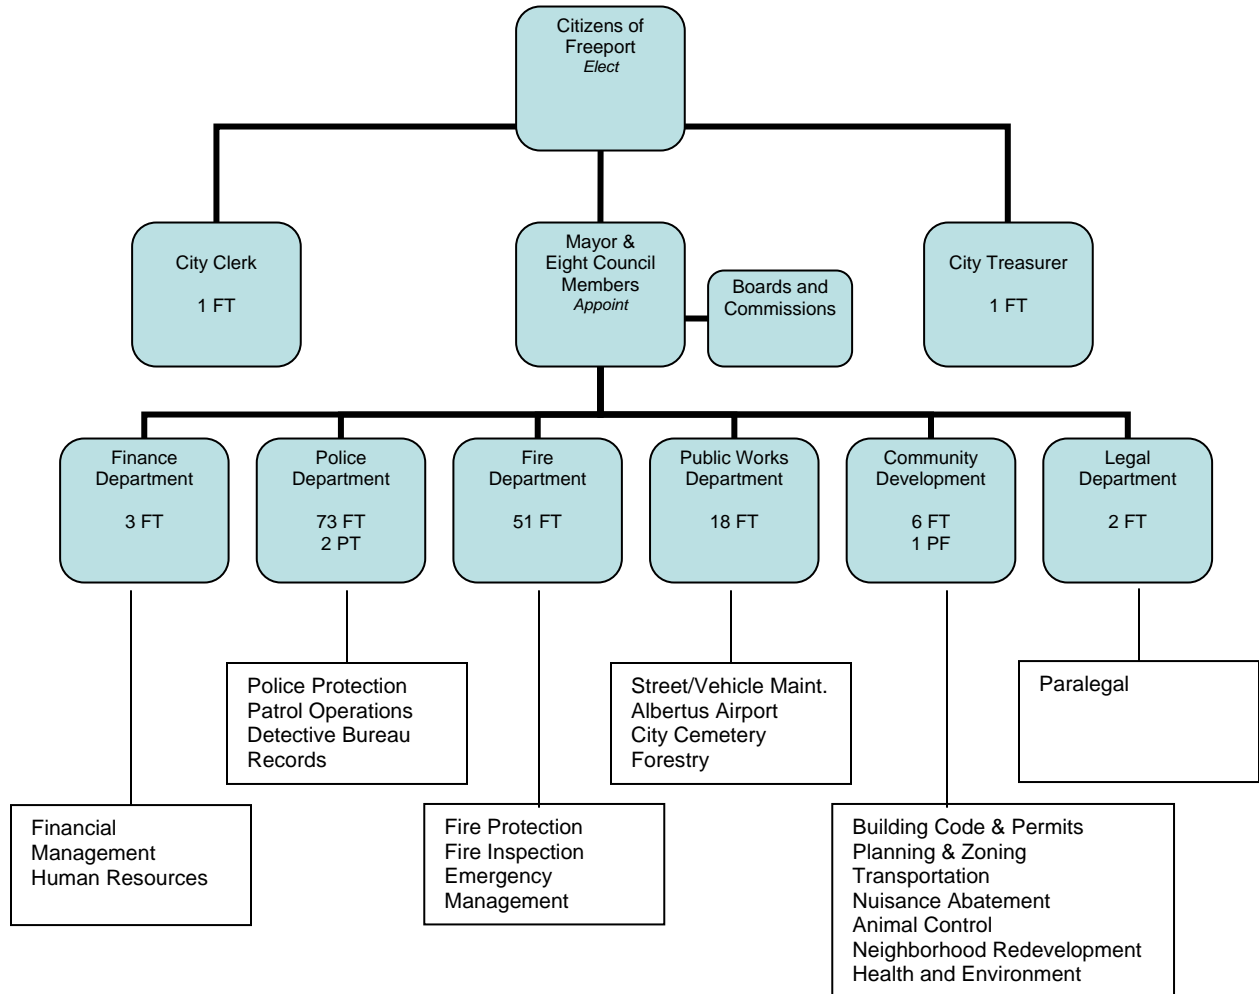 Citizens of
Freeport
Elect
City Clerk
1 FT
Mayor &
Eight Council
Members
Appoint
Boards and
Commissions
City Treasurer
1 FT
Finance
Department
3 FT
Police
Department
73 FT
2 PT
Fire
Department
51 FT
Public Works
Department
18 FT
Community
Development
6 FT
1 PF
Legal
Department
2 FT
Police Protection
Patrol Operations
Detective Bureau
Records
Street/Vehicle Maint.
Albertus Airport
City Cemetery
Forestry
Paralegal
Financial
Management
Human Resources
Fire Protection
Fire Inspection
Emergency
Management
Building Code & Permits
Planning & Zoning
Transportation
Nuisance Abatement
Animal Control
Neighborhood Redevelopment
Health and Environment